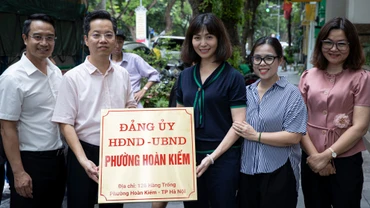 ĐẢNG ỦY
HĐND - UBND
PHƯỜNG HOÀN KIẾM
Địa chỉ: 126 Hàng Trống
Phường Hoàn Kiếm - TP Hà Nội